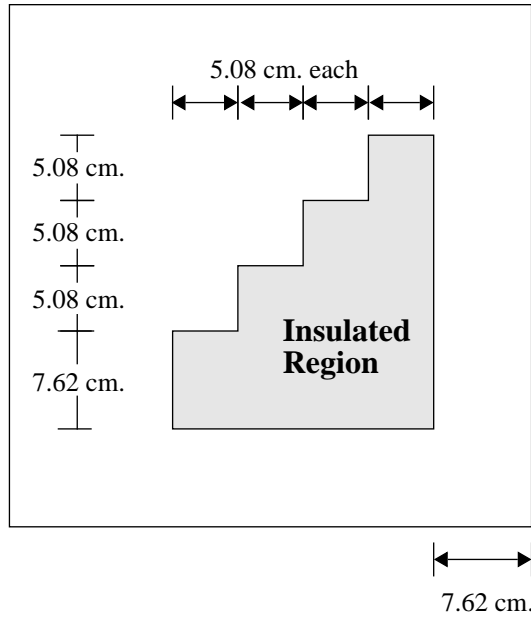 5.08 cm. each
5.08 cm.
5.08 cm.
5.08 cm.
7.62 cm.
Insulated
Region
7.62 cm.